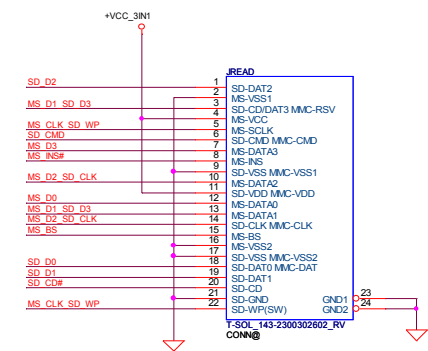 +VCC_3IN1
JREAD
SD_D2 1 SD-DAT2
2 MS-VSS1
MS_D1_SD_D3 3 SD-CD/DAT3 MMC-RSV
4 MS-VCC
MS_CLK_SD_WP 5 MS-SCLK
SD_CMD 6 SD-CMD MMC-CMD
MS_D3 7 MS-DATA3
MS_INS# 8 MS-INS
9 SD-VSS MMC-VSS1
MS_D2_SD_CLK 10 MS-DATA2
11 SD-VDD MMC-VDD
MS_D0 12 MS-DATA0
MS_D1_SD_D3 13 MS-DATA1
MS_D2_SD_CLK 14 SD-CLK MMC-CLK
MS_BS 15 MS-BS
16 MS-VSS2
17 SD-VSS MMC-VSS2
SD_D0 18 SD-DAT0 MMC-DAT
SD_D1 19 SD-DAT1
SD_CD# 20 SD-CD
21 SD-GND GND1 23
MS_CLK_SD_WP 22 SD-WP(SW) GND2 24
T-SOL_143-2300302602_RV
CONN@